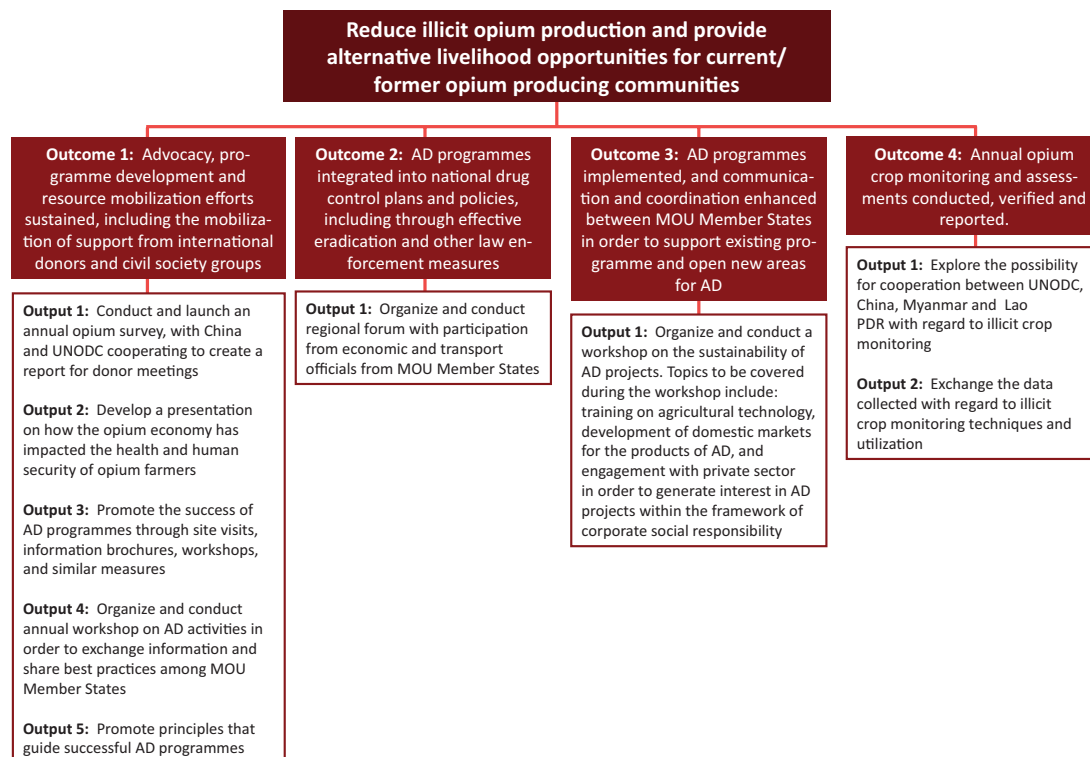 Reduce illicit opium production and provide
alternative livelihood opportunities for current/
former opium producing communities
Outcome 1: Advocacy, pro-
gramme development and
resource mobilization efforts
sustained, including the mobiliza-
tion of support from international
donors and civil society groups
Output 1: Conduct and launch an
annual opium survey, with China
and UNODC cooperating to create a
report for donor meetings
Output 2: Develop a presentation
on how the opium economy has
impacted the health and human
security of opium farmers
Output 3: Promote the success of
AD programmes through site visits,
information brochures, workshops,
and similar measures
Output 4: Organize and conduct
annual workshop on AD activities in
order to exchange information and
share best practices among MOU
Member States
Output 5: Promote principles that
guide successful AD programmes
Outcome 2: AD programmes
integrated into national drug
control plans and policies,
including through effective
eradication and other law en-
forcement measures
Output 1: Organize and conduct
regional forum with participation
from economic and transport
officials from MOU Member States
Outcome 3: AD programmes
implemented, and communica-
tion and coordination enhanced
between MOU Member States
in order to support existing pro-
gramme and open new areas
for AD
Output 1: Organize and conduct a
workshop on the sustainability of
AD projects. Topics to be covered
during the workshop include:
training on agricultural technology,
development of domestic markets
for the products of AD, and
engagement with private sector
in order to generate interest in AD
projects within the framework of
corporate social responsibility
Outcome 4: Annual opium
crop monitoring and assess-
ments conducted, verified and
reported.
Output 1: Explore the possibility
for cooperation between UNODC,
China, Myanmar and Lao
PDR with regard to illicit crop
monitoring
Output 2: Exchange the data
collected with regard to illicit
crop monitoring techniques and
utilization